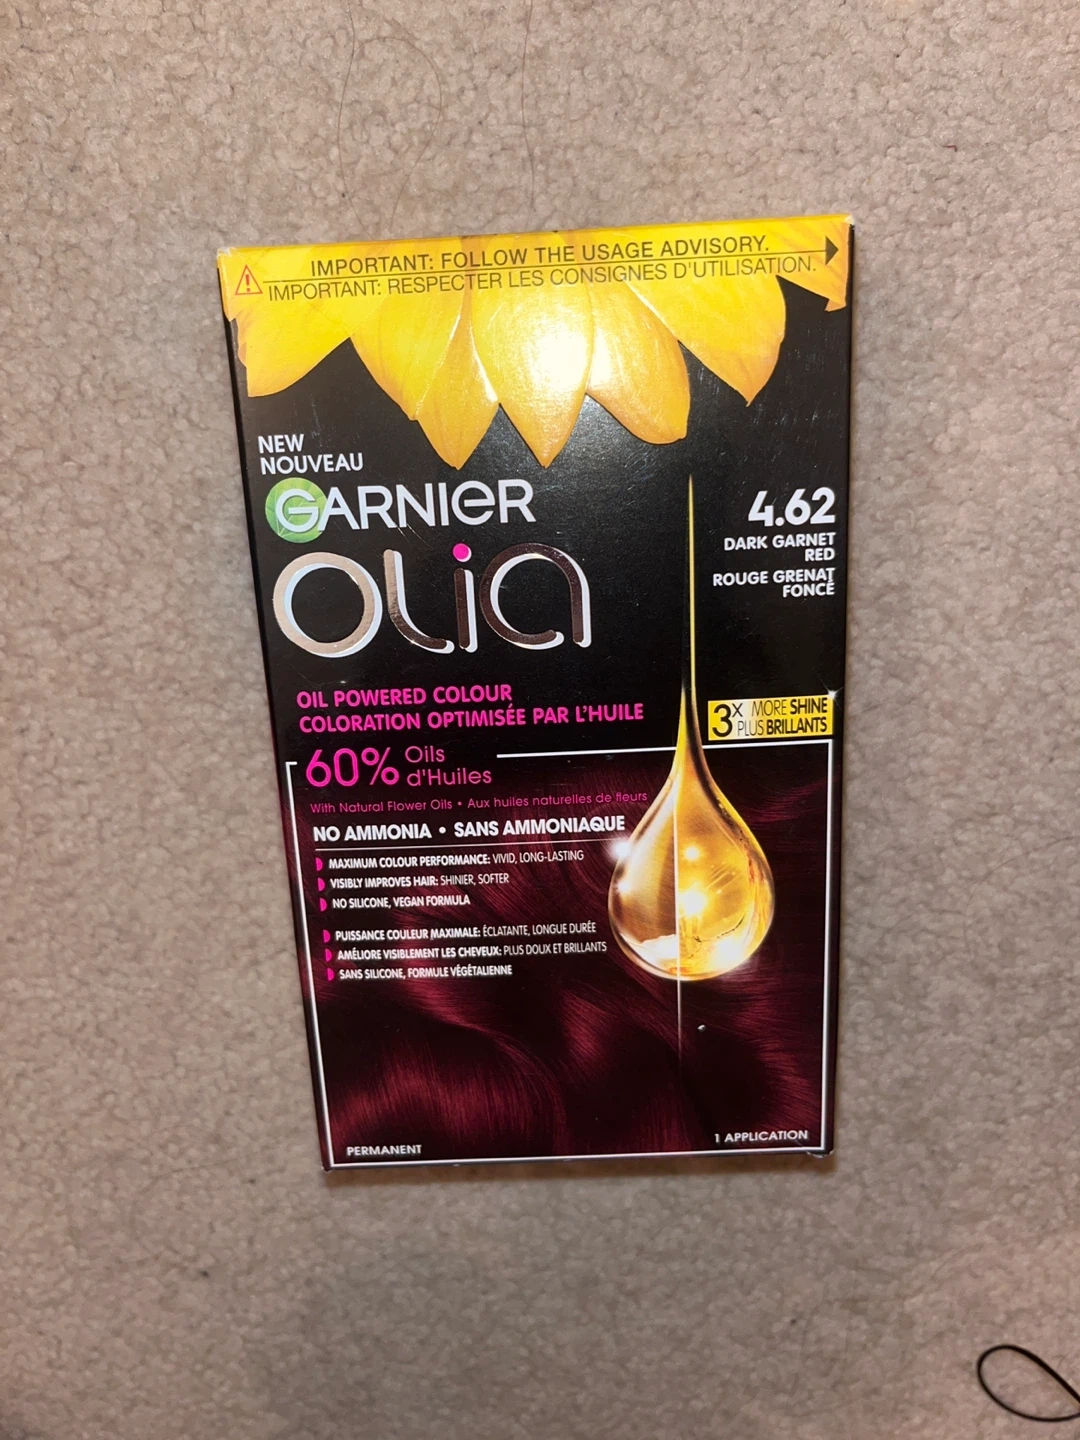 IMPORTANT: FOLLOW THE USAGE ADVISORY.
IMPORTANT: RESPECTER LES CONSIGNES D'UTILISATION.
NEW
NOUVEAU
GARNIER
OLiA
4.62
DARK GARNET
RED
ROUGE GRENAT
FONCÉ
OIL POWERED COLOUR
COLORATION OPTIMISÉE PAR L'HUILE
3X MORE SHINE
PLUS BRILLANTS
60% Oils
d'Huiles
With Natural Flower Oils • Aux huiles naturelles de fleurs
NO AMMONIA • SANS AMMONIAQUE
MAXIMUM COLOUR PERFORMANCE: VIVID, LONG-LASTING
VISIBLY IMPROVES HAIR: SHINIER, SOFTER
NO SILICONE, VEGAN FORMULA
PUISSANCE COULEUR MAXIMALE: ÉCLATANTE, LONGUE DURÉE
AMÉLIORE VISIBLEMENT LES CHEVEUX: PLUS DOUX ET BRILLANTS
SANS SILICONE, FORMULE VÉGÉTALIENNE
PERMANENT
1 APPLICATION